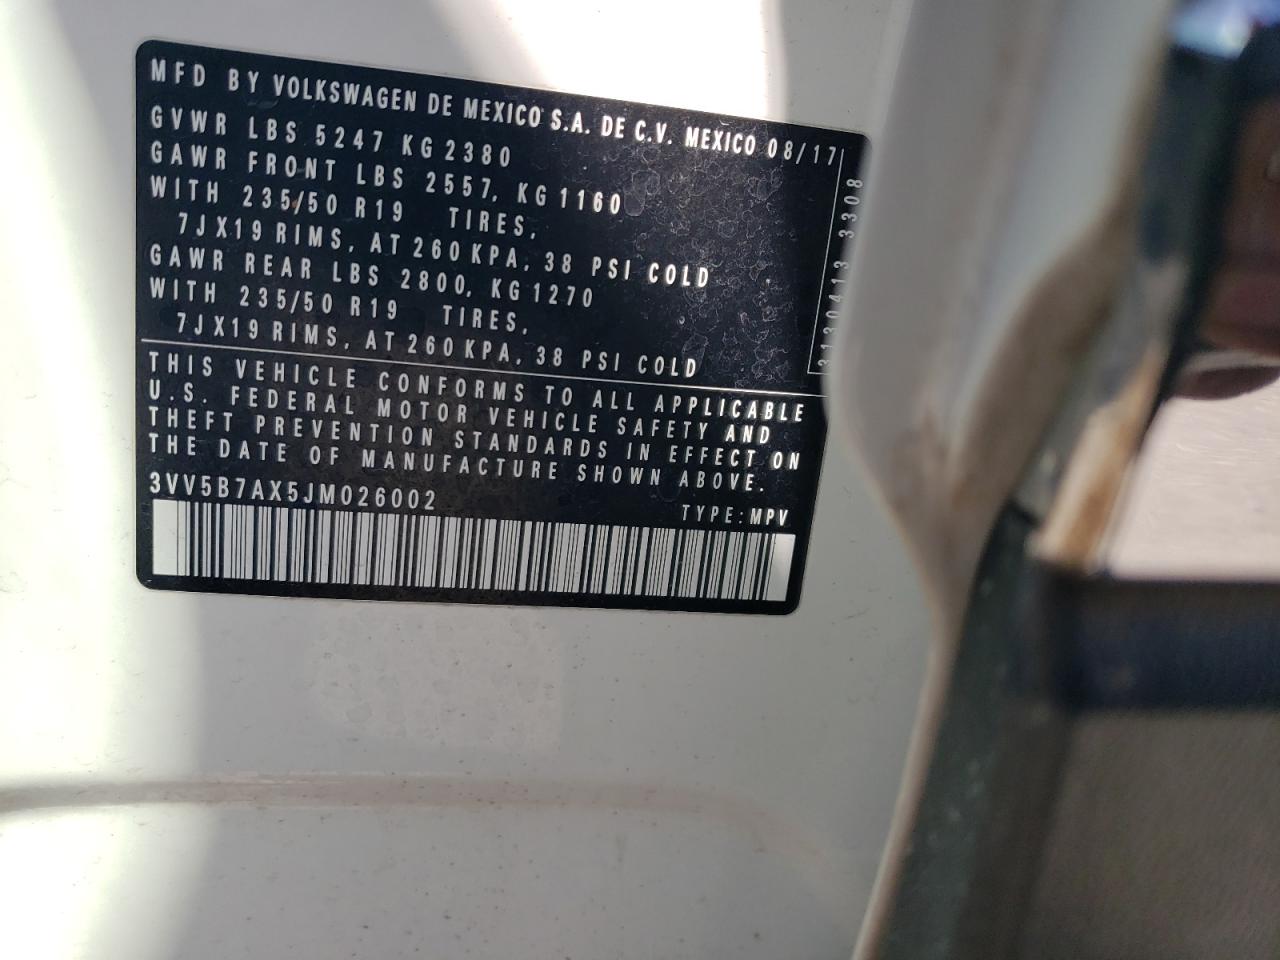 MFD BY VOLKSWAGEN DE MEXICO S.A. DE C.V. MEXICO 08/17
GVWR LBS 5247 KG 2380
GAWR FRONT LBS 2557, KG 1160
WITH 235/50 R19 TIRES,
7JX19 RIMS, AT 260 KPA, 38 PSI COLD
GAWR REAR LBS 2800, KG 1270
WITH 235/50 R19 TIRES,
7JX19 RIMS, AT 260 KPA, 38 PSI COLD
3130413 3308
THIS VEHICLE CONFORMS TO ALL APPLICABLE
U.S. FEDERAL MOTOR VEHICLE SAFETY AND
THEFT PREVENTION STANDARDS IN EFFECT ON
THE DATE OF MANUFACTURE SHOWN ABOVE.
3VV5B7AX5JM026002 TYPE: MPV